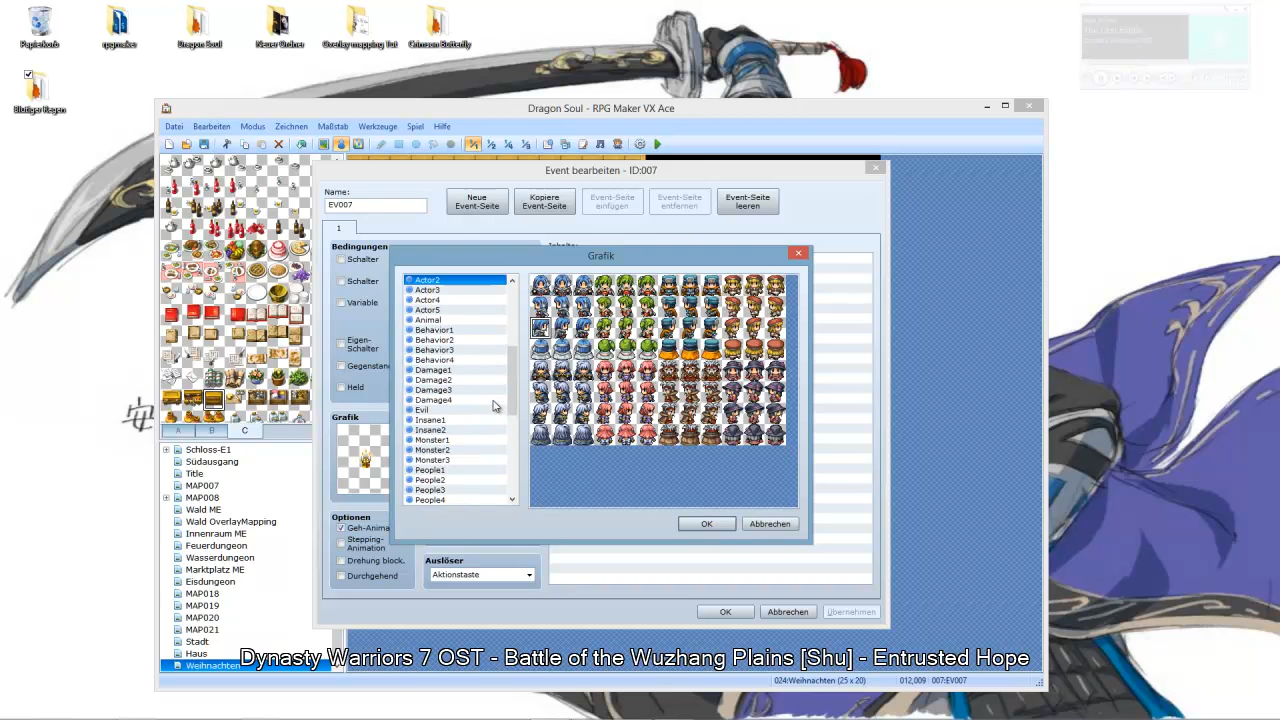 Papierkorb
rpgmaker
Dragon Soul
Neuer Ordner
Overlay mapping Tut
Crimson Butterfly
Blutiger Regen
Dragon Soul - RPG Maker VX Ace
Datei Bearbeiten Modus Zeichnen Maßstab Werkzeuge Spiel Hilfe
Event bearbeiten - ID:007
Name:
EV007
Neue
Event-Seite
Kopiere
Event-Seite
Event-Seite
einfügen
Event-Seite
entfernen
Event-Seite
leeren
1
Bedingungen
Schalter
Schalter
Variable
Eigen-
Schalter
Gegenstand
Held
Grafik
Optionen
Geh-Anima
Stepping-
Animation
Drehung block.
Durchgehend
Auslöser
Aktionstaste
Inhalte:
OK
Abbrechen
Übernehmen
Grafik
Actor2
Actor3
Actor4
Actor5
Animal
Behavior1
Behavior2
Behavior3
Behavior4
Damage1
Damage2
Damage3
Damage4
Evil
Insane1
Insane2
Monster1
Monster2
Monster3
People1
People2
People3
People4
OK
Abbrechen
A B C
Schloss-E1
Südausgang
Title
MAP007
MAP008
Wald ME
Wald OverlayMapping
Innenraum ME
Feuerdungeon
Wasserdungeon
Marktplatz ME
Eisdungeon
MAP018
MAP019
MAP020
MAP021
Stadt
Haus
Weihnachten
Dynasty Warriors 7 OST - Battle of the Wuzhang Plains [Shu] - Entrusted Hope
024:Weihnachten (25 x 20) 012,009 007:EV007
安